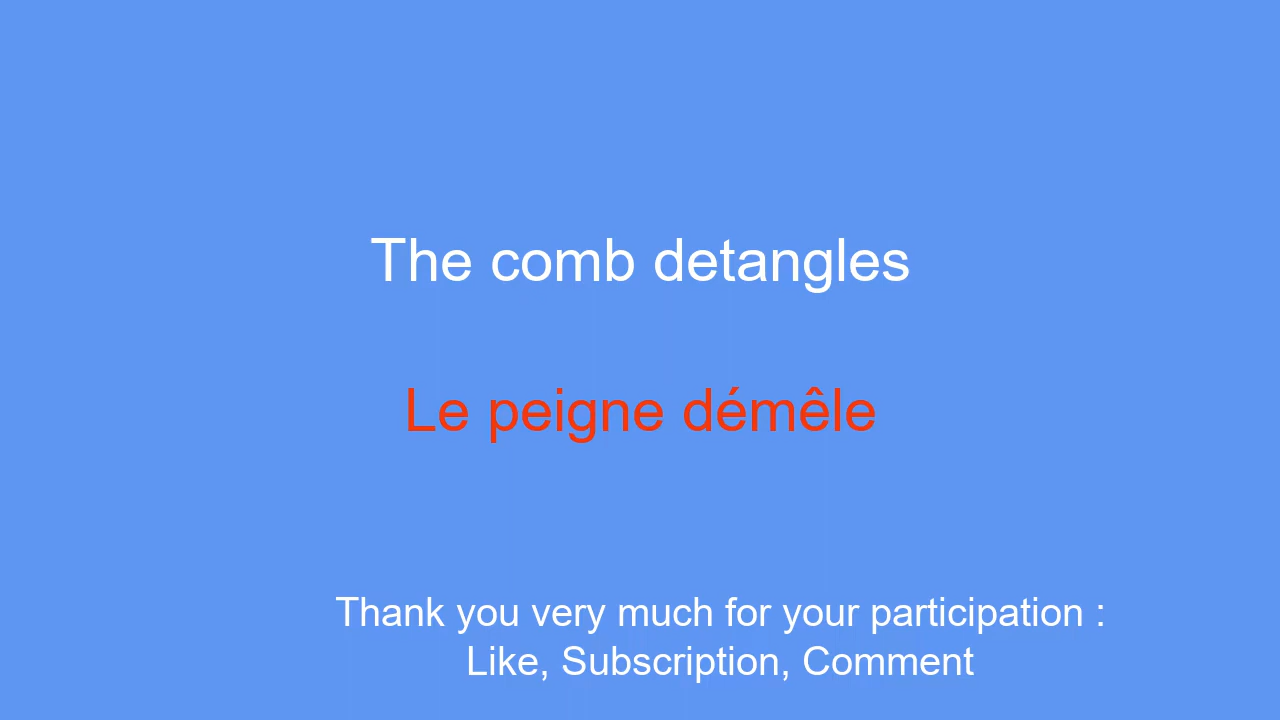 The comb detangles
Le peigne démêle
Thank you very much for your participation :
Like, Subscription, Comment